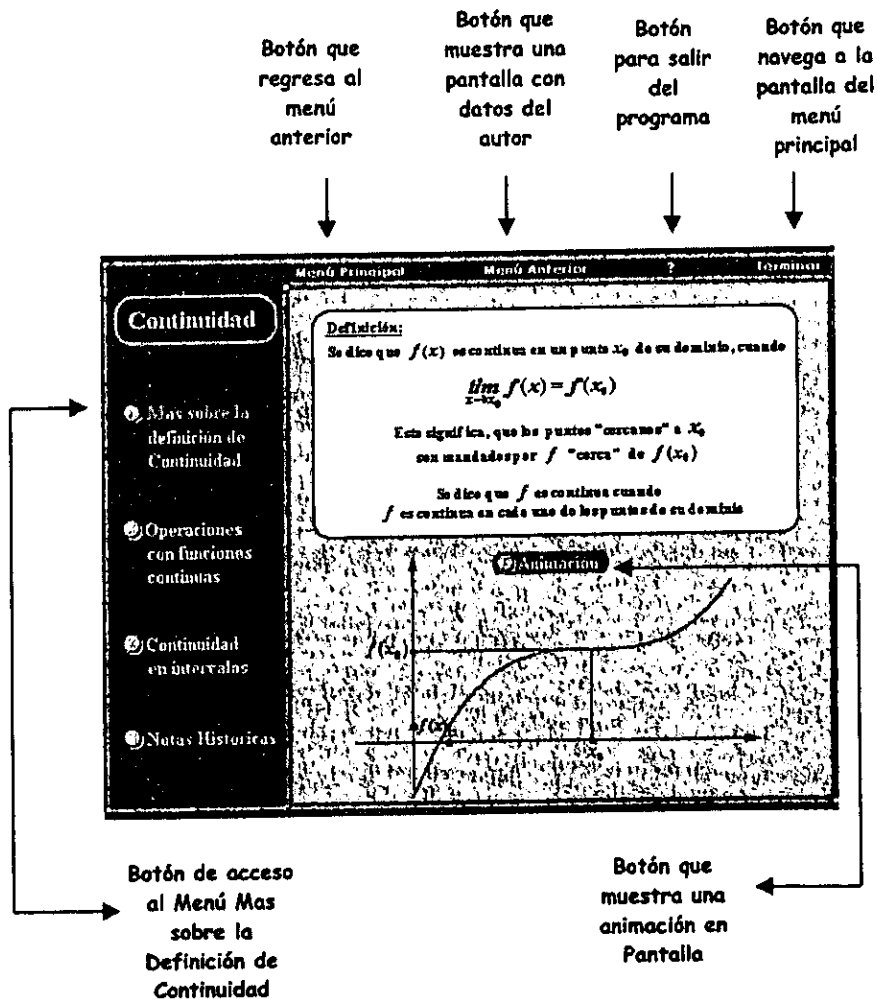 Botón que
regresa al
menú
anterior
Botón que
muestra una
pantalla con
datos del
autor
Botón
para salir
del
programa
Botón que
navega a la
pantalla del
menú
principal
Menú Principal
Menú Anterior
?
Terminar
Continuidad
Mas sobre la
definición de
Continuidad
Operaciones
con funciones
continuas
Continuidad
en intervalos
Notas Historicas
Definición:
Se dice que f(x) es continua en un punto x₀ de su dominio, cuando
lím f(x) = f(x₀)
x→x₀
Esto significa, que los puntos "cercanos" a x₀
son mandados por f "cerca" de f(x₀)
Se dice que f es continua cuando
f es continua en cada uno de los puntos de su dominio
Animación
f(x₀)
f(x)
x₀
Botón de acceso
al Menú Mas
sobre la
Definición de
Continuidad
Botón que
muestra una
animación en
Pantalla